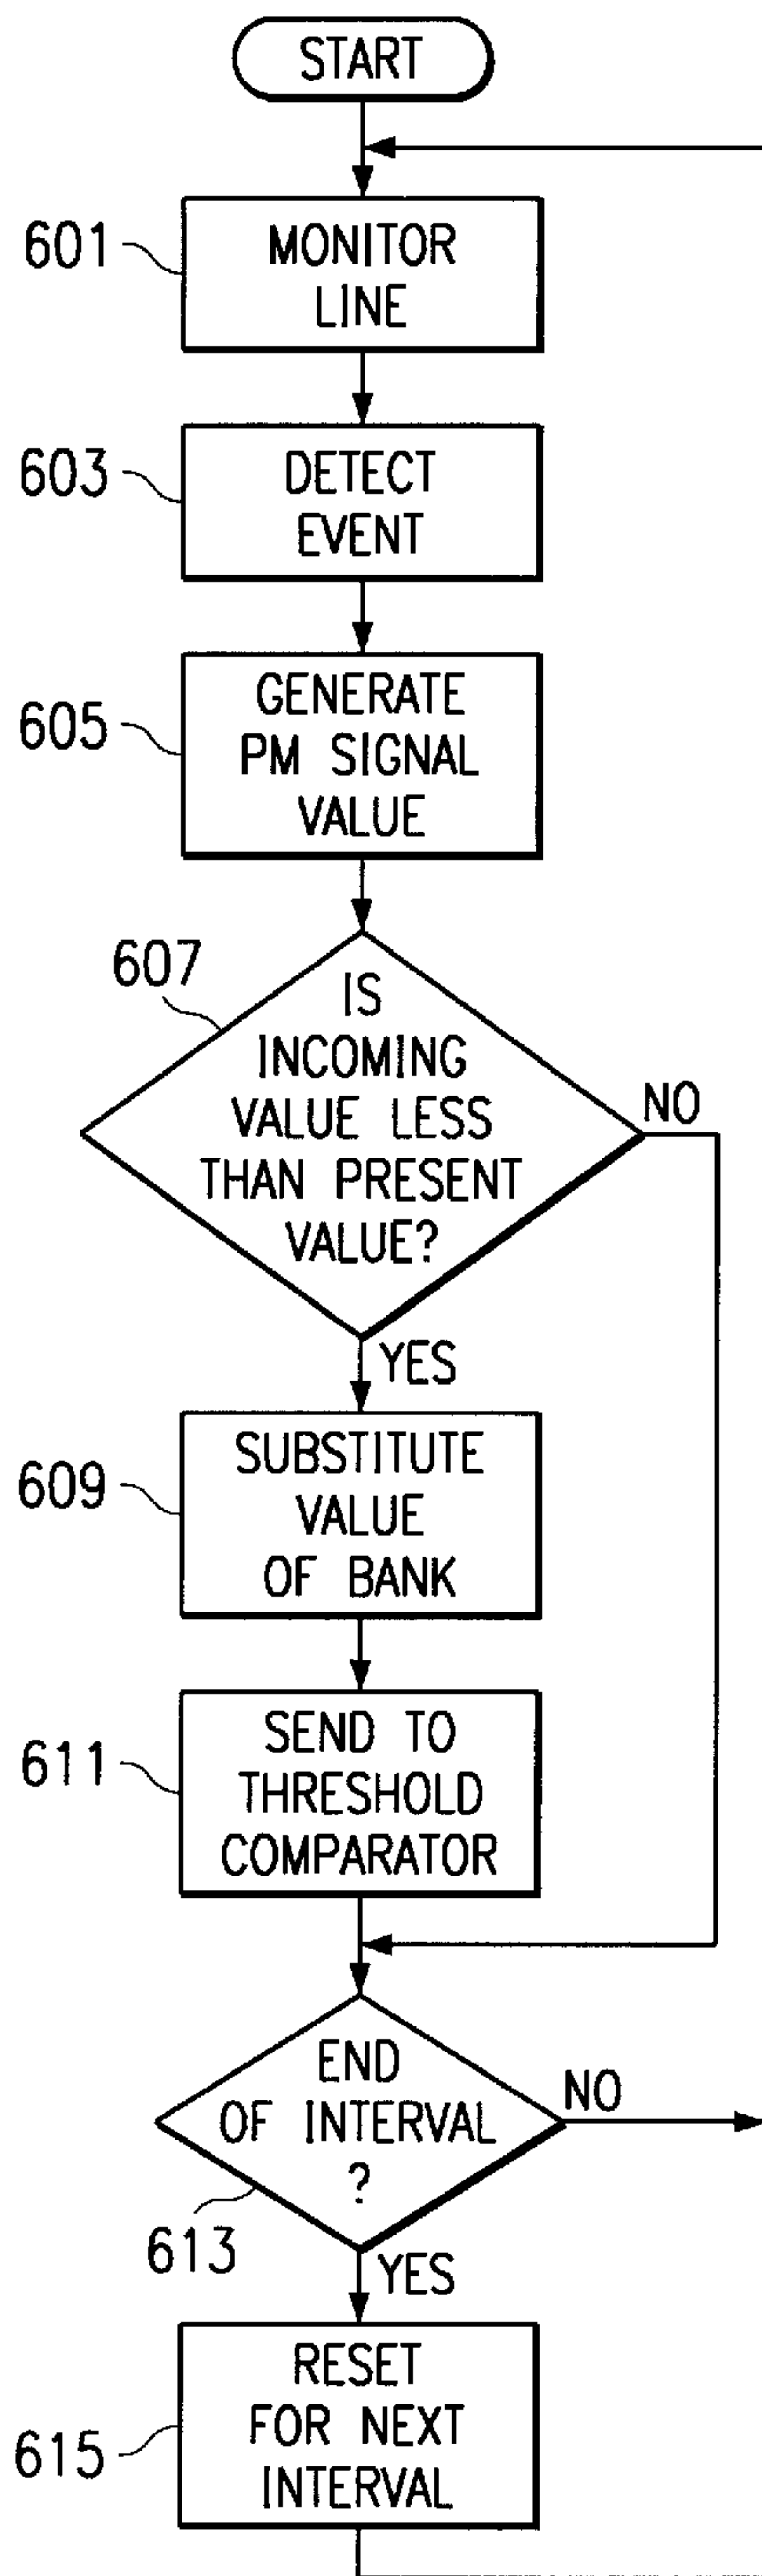 START
601
MONITOR
LINE
603
DETECT
EVENT
605
GENERATE
PM SIGNAL
VALUE
607
IS
INCOMING
VALUE LESS
THAN PRESENT
VALUE?
NO
YES
609
SUBSTITUTE
VALUE
OF BANK
611
SEND TO
THRESHOLD
COMPARATOR
END
OF INTERVAL
?
NO
613
YES
615
RESET
FOR NEXT
INTERVAL